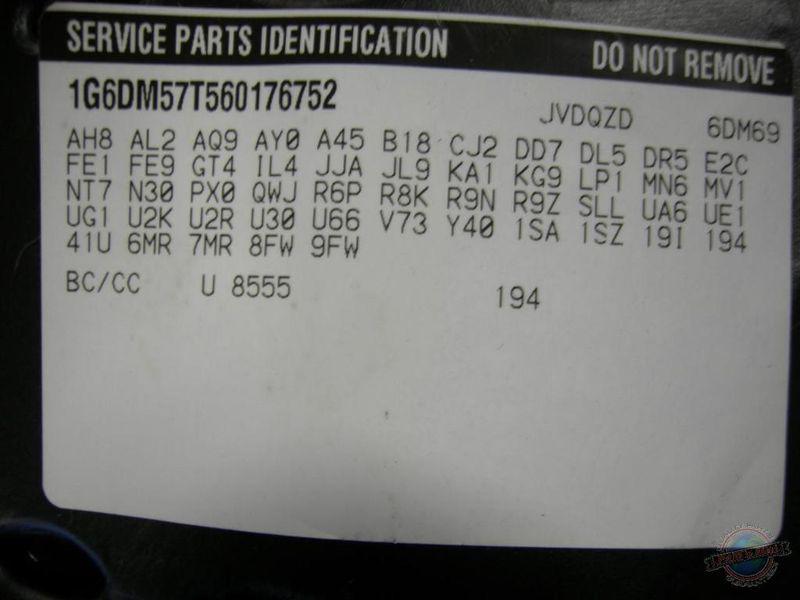 SERVICE PARTS IDENTIFICATION DO NOT REMOVE
1G6DM57T560176752 JVDQZD 6DM69
AH8 AL2 AQ9 AY0 A45 B18 CJ2 DD7 DL5 DR5 E2C
FE1 FE9 GT4 IL4 JJA JL9 KA1 KG9 LP1 MN6 MV1
NT7 N30 PX0 QWJ R6P R8K R9N R9Z SLL UA6 UE1
UG1 U2K U2R U30 U66 V73 Y40 1SA 1SZ 19I 194
41U 6MR 7MR 8FW 9FW
BC/CC U 8555 194